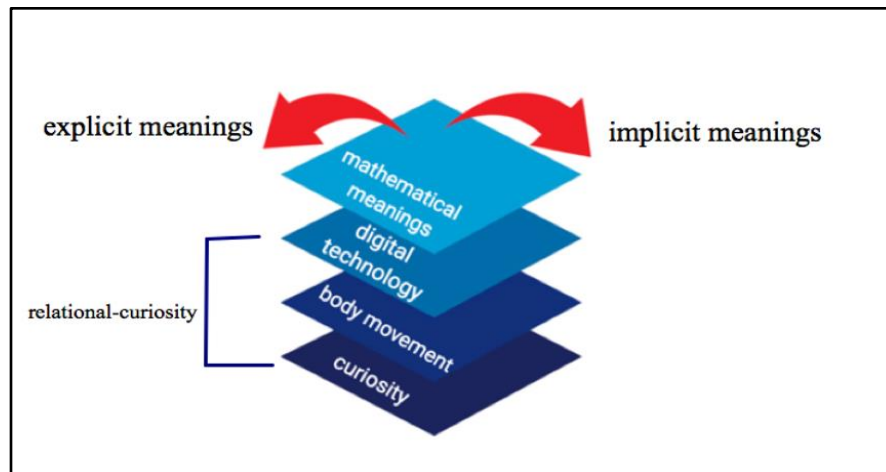 explicit meanings
implicit meanings
mathematical
meanings
digital
technology
relational-curiosity
body movement
curiosity